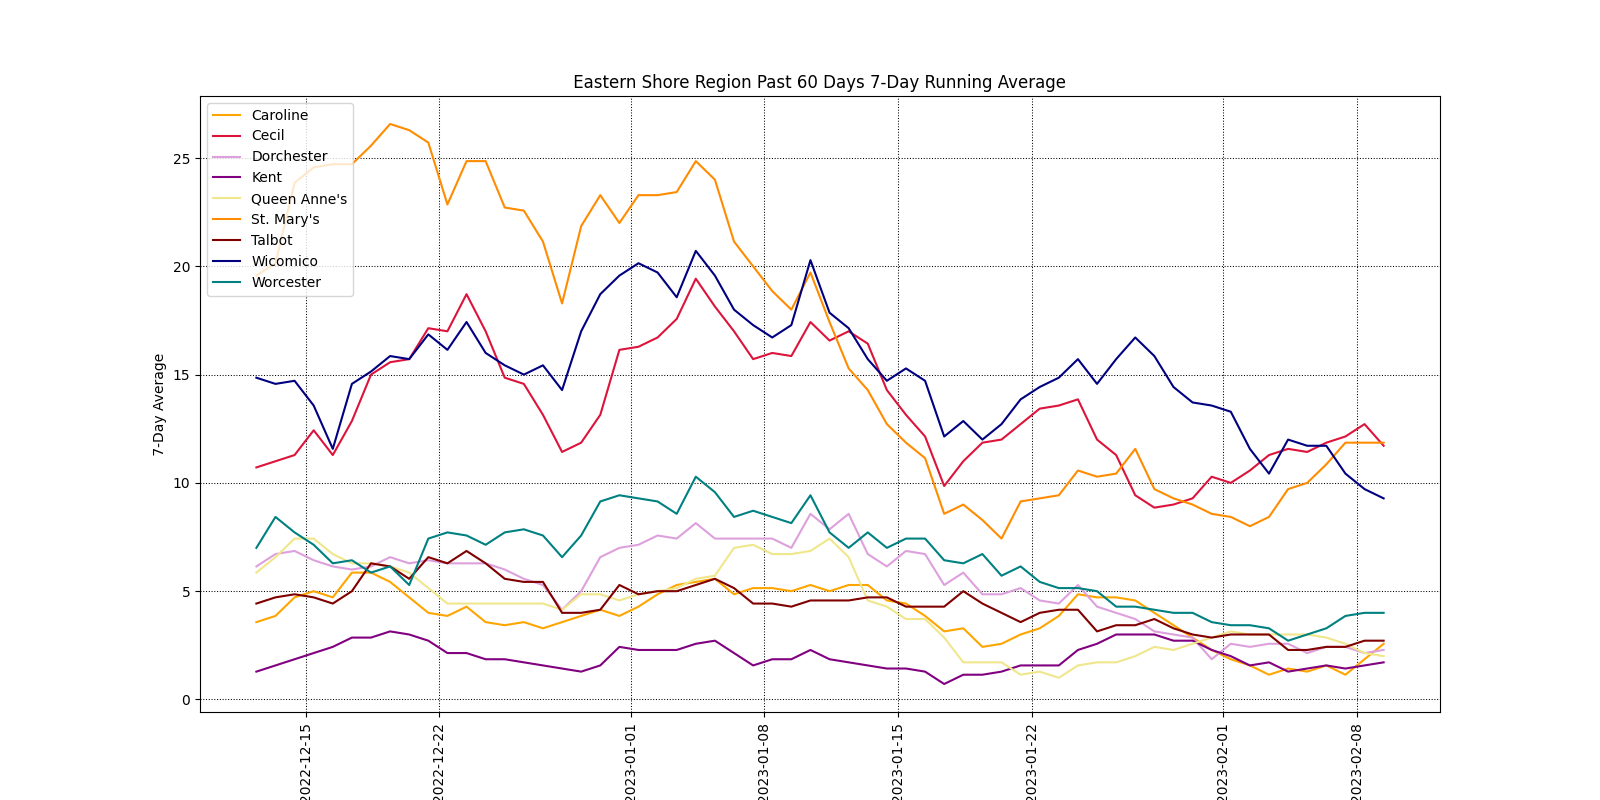 Eastern Shore Region Past 60 Days 7-Day Running Average
Caroline
Cecil
Dorchester
Kent
Queen Anne's
St. Mary's
Talbot
Wicomico
Worcester
7-Day Average
25
20
15
10
5
0
2022-12-15
2022-12-22
2023-01-01
2023-01-08
2023-01-15
2023-01-22
2023-02-01
2023-02-08